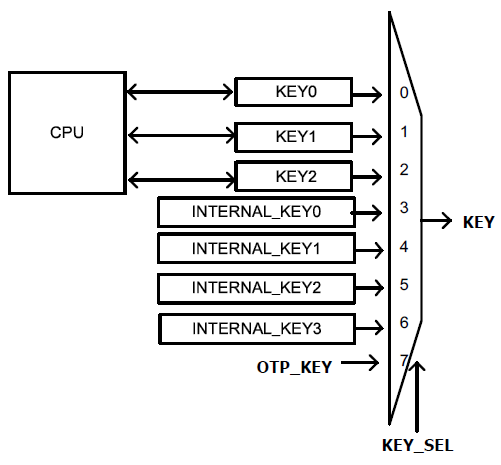 CPU
KEY0
0
KEY1
1
KEY2
2
INTERNAL_KEY0
3
KEY
INTERNAL_KEY1
4
INTERNAL_KEY2
5
INTERNAL_KEY3
6
OTP_KEY
7
KEY_SEL